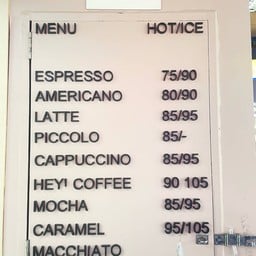 MENU HOT/ICE
ESPRESSO 75/90
AMERICANO 80/90
LATTE 85/95
PICCOLO 85/-
CAPPUCCINO 85/95
HEY! COFFEE 90 105
MOCHA 85/95
CARAMEL 95/105
MACCHIATO